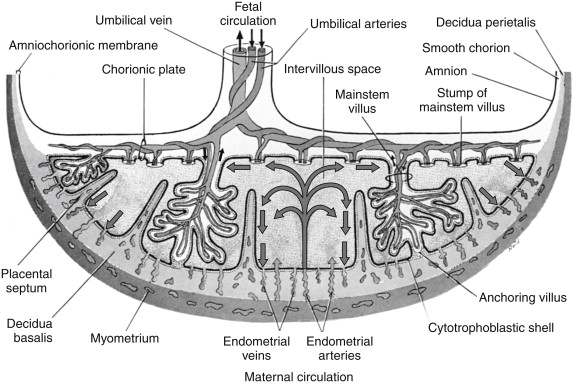 Fetal
circulation
Umbilical vein
Umbilical arteries
Decidua perietalis
Amniochorionic membrane
Smooth chorion
Chorionic plate
Intervillous space
Amnion
Mainstem
villus
Stump of
mainstem villus
Placental
septum
Anchoring villus
Decidua
basalis
Myometrium
Cytotrophoblastic shell
Endometrial
veins
Endometrial
arteries
Maternal circulation